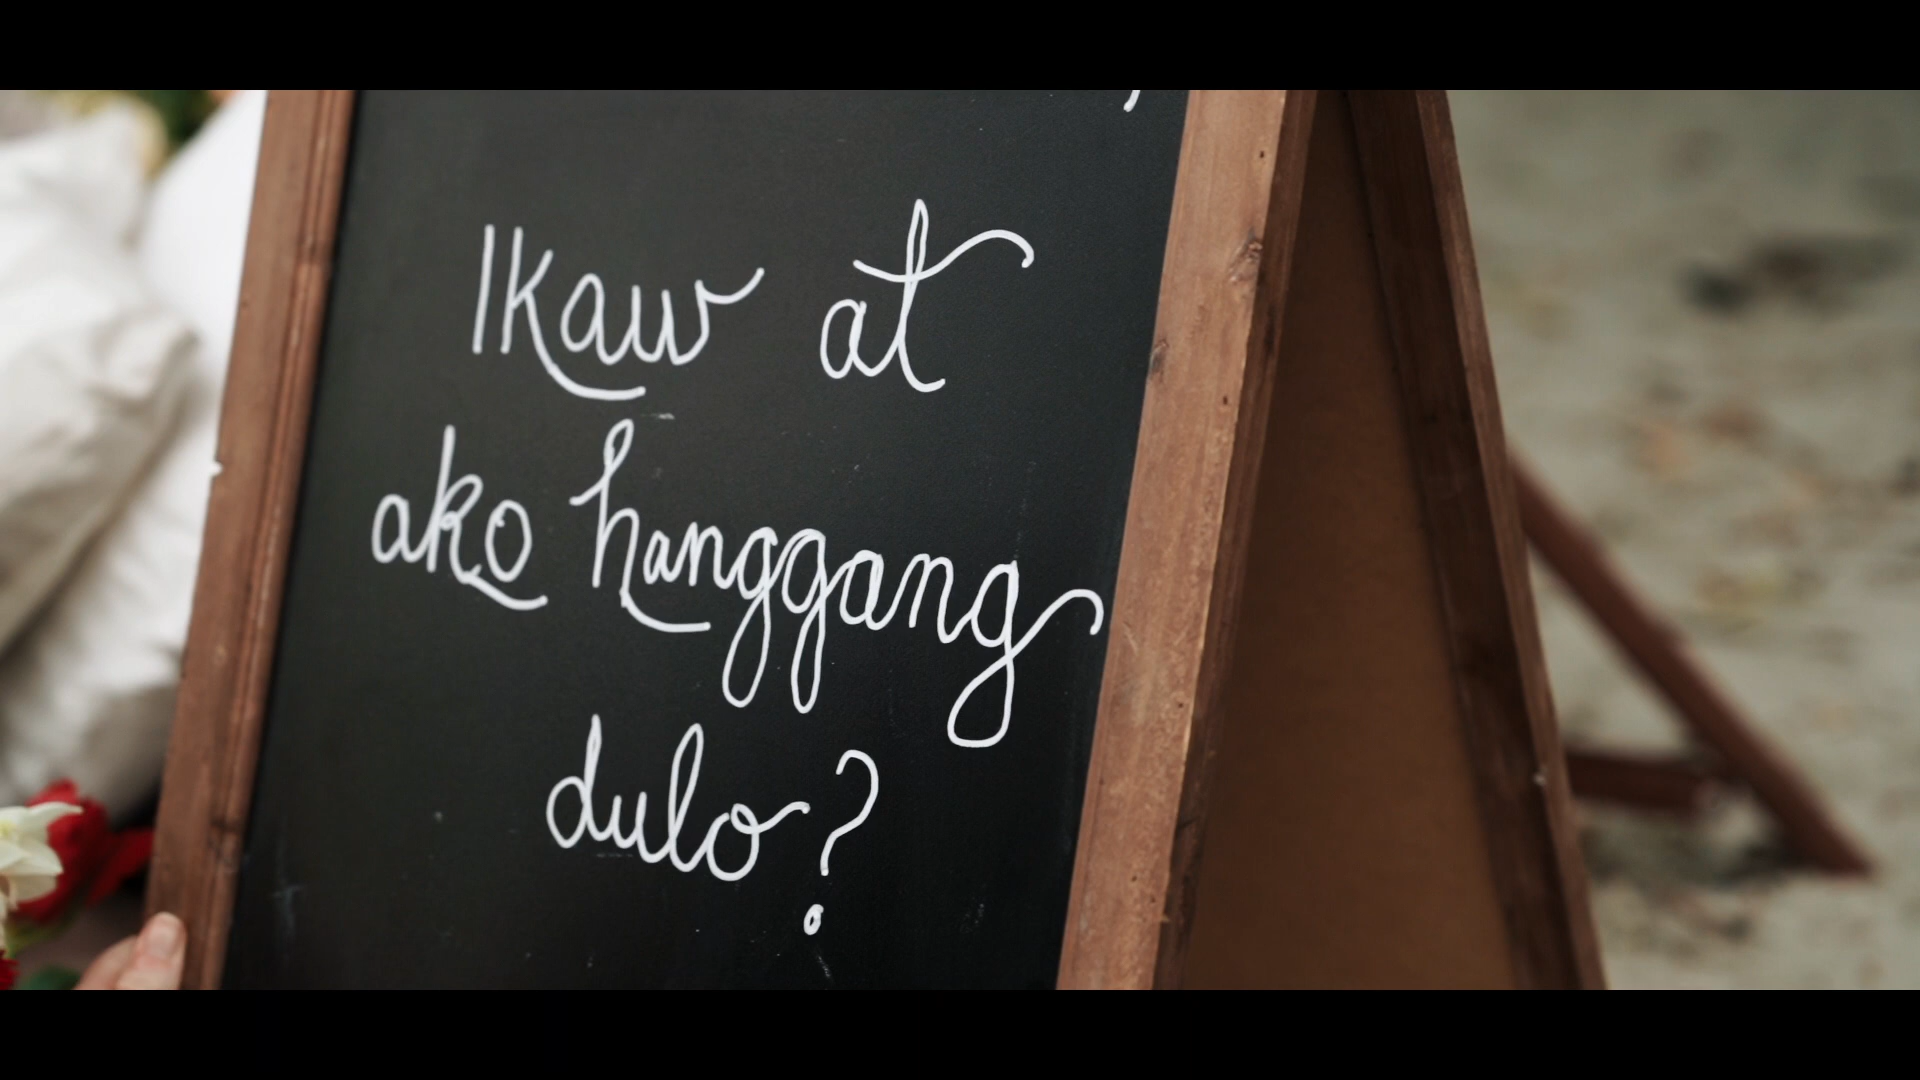 Ikaw at
ako hanggang
dulo?